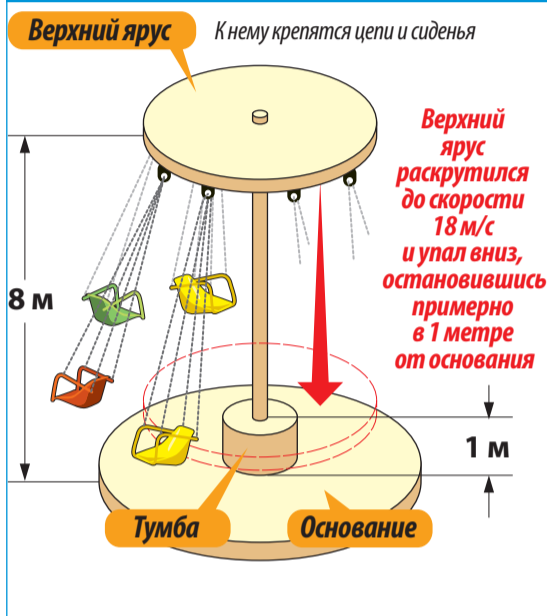 Верхний ярус
К нему крепятся цепи и сиденья
Верхний
ярус
раскрутился
до скорости
18 м/с
и упал вниз,
остановившись
примерно
в 1 метре
от основания
8 м
1 м
Тумба
Основание